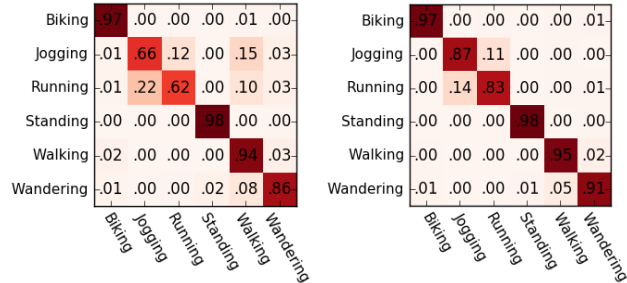 Biking .97 .00 .00 .00 .01 .00
Jogging .01 .66 .12 .00 .15 .03
Running .01 .22 .62 .00 .10 .03
Standing .00 .00 .00 .98 .00 .00
Walking .02 .00 .00 .00 .94 .03
Wandering .01 .00 .00 .02 .08 .86
Biking Jogging Running Standing Walking Wandering
Biking .97 .00 .00 .00 .00 .01
Jogging .00 .87 .11 .00 .00 .00
Running .00 .14 .83 .00 .00 .01
Standing .00 .00 .00 .98 .00 .00
Walking .00 .00 .00 .00 .95 .02
Wandering .01 .00 .00 .01 .05 .91
Biking Jogging Running Standing Walking Wandering